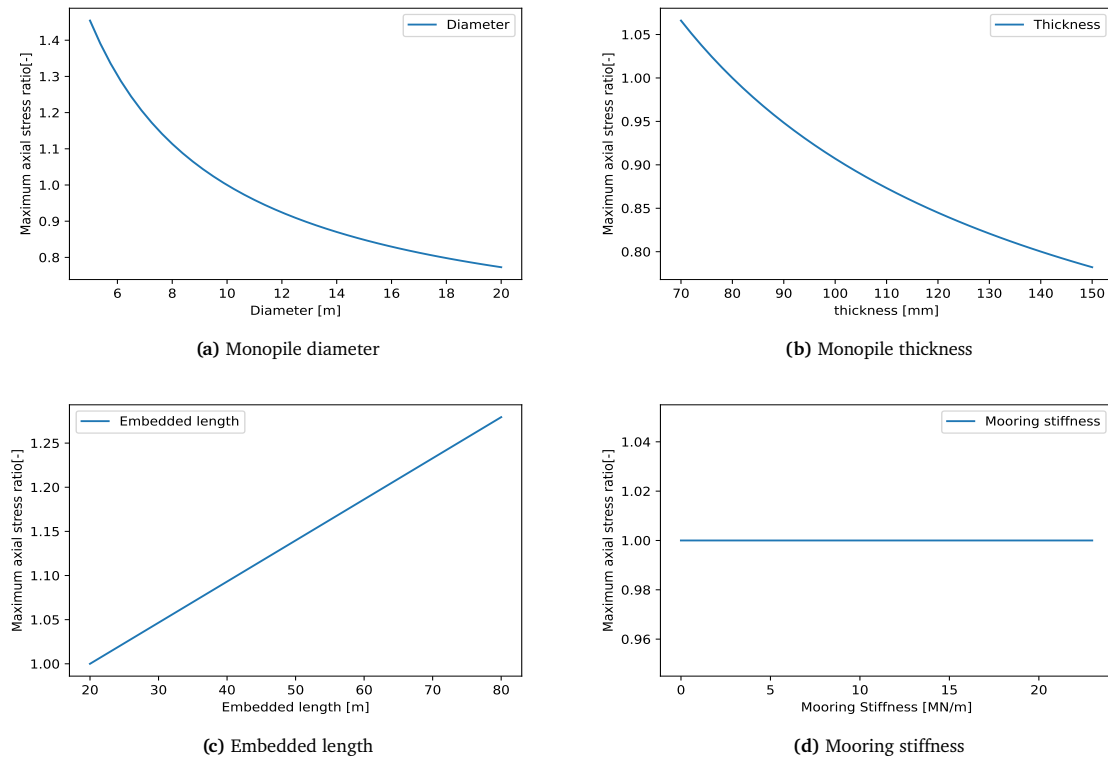 Diameter
Maximum axial stress ratio[-]
1.4
1.3
1.2
1.1
1.0
0.9
0.8
6 8 10 12 14 16 18 20
Diameter [m]
(a) Monopile diameter
Thickness
Maximum axial stress ratio[-]
1.05
1.00
0.95
0.90
0.85
0.80
70 80 90 100 110 120 130 140 150
thickness [mm]
(b) Monopile thickness
Embedded length
Maximum axial stress ratio[-]
1.25
1.20
1.15
1.10
1.05
1.00
20 30 40 50 60 70 80
Embedded length [m]
(c) Embedded length
Mooring stiffness
Maximum axial stress ratio[-]
1.04
1.02
1.00
0.98
0.96
0 5 10 15 20
Mooring Stiffness [MN/m]
(d) Mooring stiffness